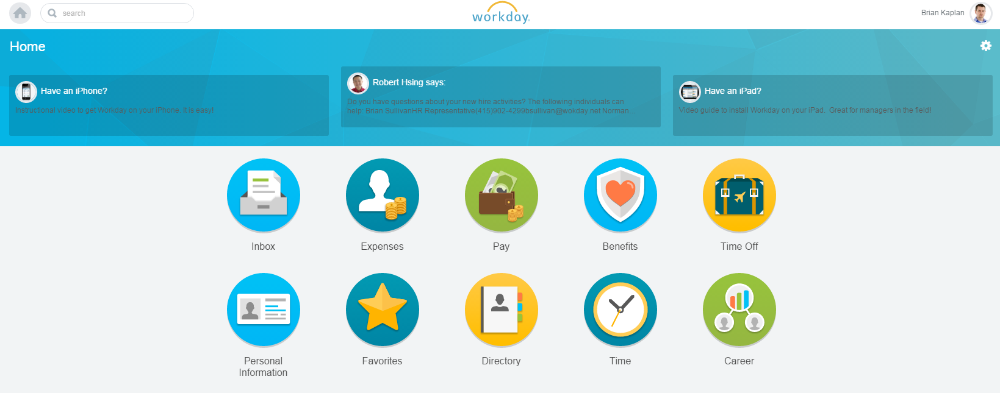 search
workday
Brian Kaplan
Home
Have an iPhone?
Instructional video to get Workday on your iPhone. It is easy!
Robert Hsing says:
Do you have questions about your new hire activities? The following individuals can
help: Brian SullivanHR Representative(415)902-4299bsullivan@wokday.net Norman…
Have an iPad?
Video guide to install Workday on your iPad.  Great for managers in the field!
Inbox
Expenses
Pay
Benefits
Time Off
Personal
Information
Favorites
Directory
Time
Career